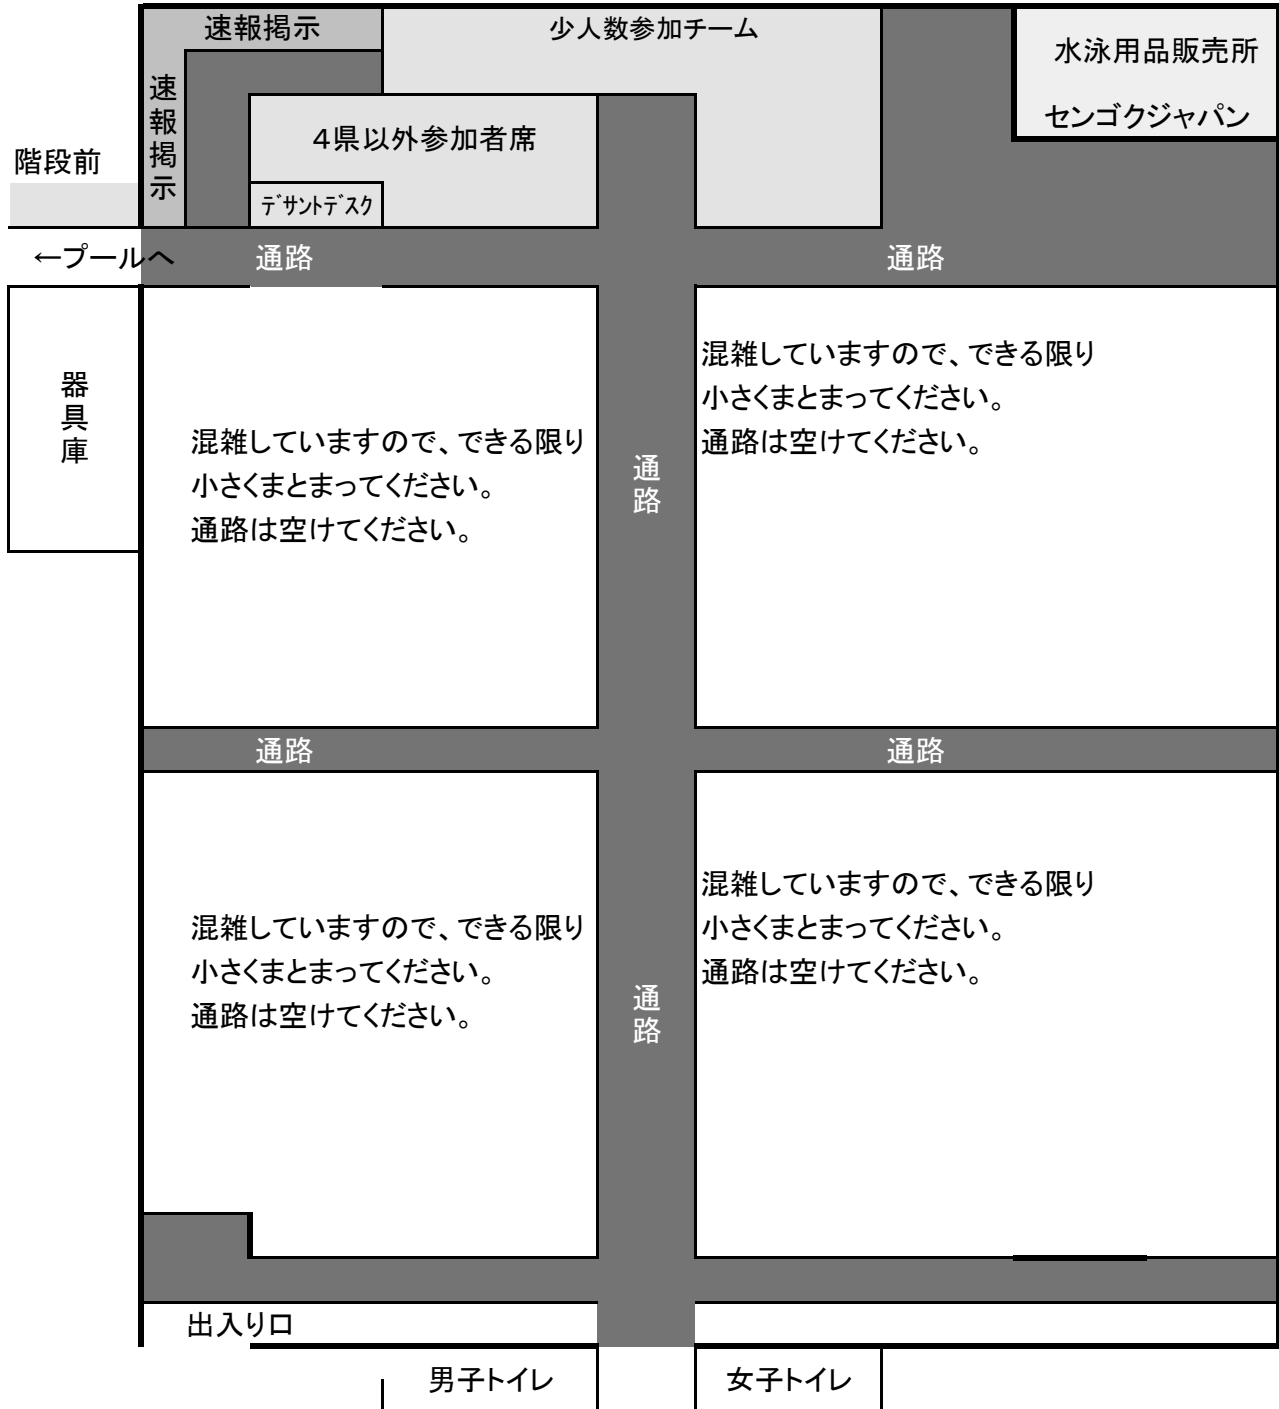 速報掲示
少人数参加チーム
水泳用品販売所
センゴクジャパン
速報掲示
4県以外参加者席
階段前
デサントデスク
←プールへ
通路
通路
器具庫
混雑していますので、できる限り
小さくまとまってください。
通路は空けてください。
通路
混雑していますので、できる限り
小さくまとまってください。
通路は空けてください。
通路
通路
混雑していますので、できる限り
小さくまとまってください。
通路は空けてください。
通路
混雑していますので、できる限り
小さくまとまってください。
通路は空けてください。
出入り口
男子トイレ
女子トイレ